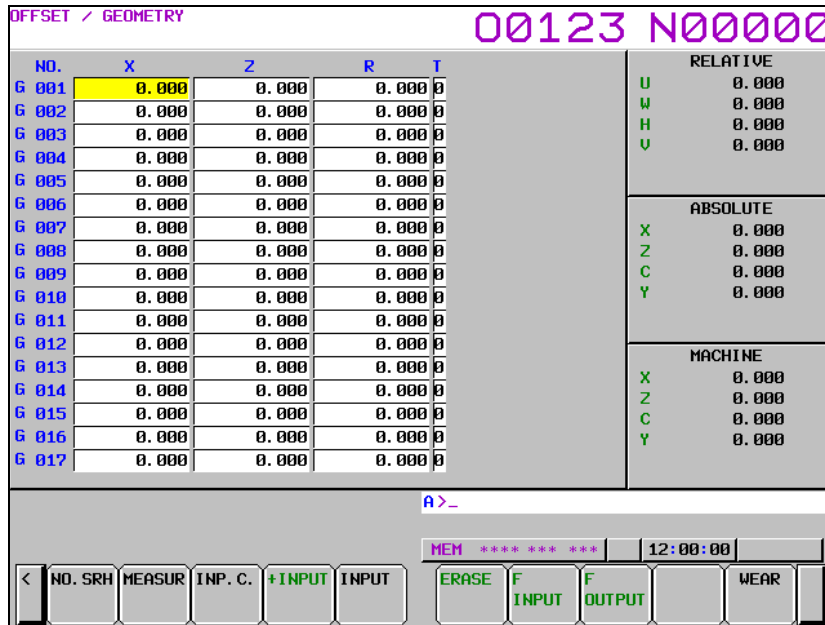 OFFSET / GEOMETRY
O0123 N00000
NO. X Z R T
G 001 0.000 0.000 0.000 0
G 002 0.000 0.000 0.000 0
G 003 0.000 0.000 0.000 0
G 004 0.000 0.000 0.000 0
G 005 0.000 0.000 0.000 0
G 006 0.000 0.000 0.000 0
G 007 0.000 0.000 0.000 0
G 008 0.000 0.000 0.000 0
G 009 0.000 0.000 0.000 0
G 010 0.000 0.000 0.000 0
G 011 0.000 0.000 0.000 0
G 012 0.000 0.000 0.000 0
G 013 0.000 0.000 0.000 0
G 014 0.000 0.000 0.000 0
G 015 0.000 0.000 0.000 0
G 016 0.000 0.000 0.000 0
G 017 0.000 0.000 0.000 0
RELATIVE
U 0.000
W 0.000
H 0.000
V 0.000
ABSOLUTE
X 0.000
Z 0.000
C 0.000
Y 0.000
MACHINE
X 0.000
Z 0.000
C 0.000
Y 0.000
A>_
MEM **** *** *** 12:00:00
< NO.SRH MEASUR INP.C. +INPUT INPUT ERASE F INPUT F OUTPUT WEAR